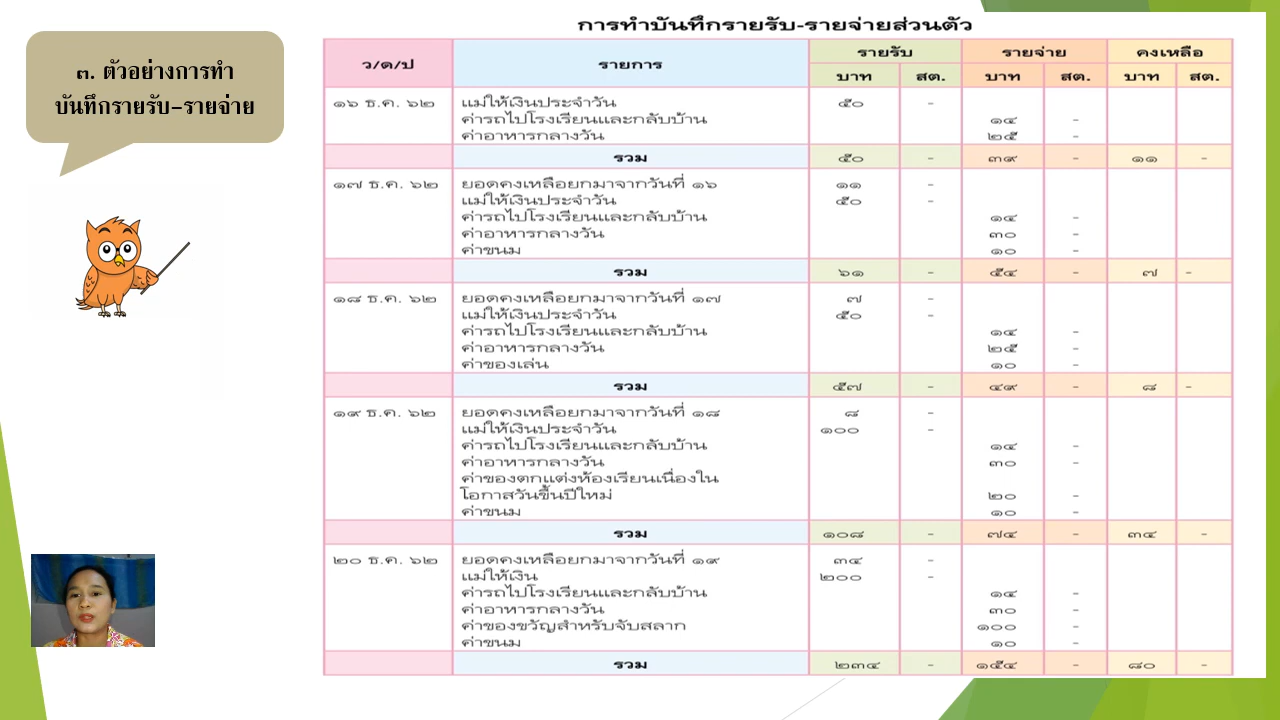 การทำบันทึกรายรับ-รายจ่ายส่วนตัว
๓. ตัวอย่างการทำ
บันทึกรายรับ-รายจ่าย
ว/ด/ป รายการ รายรับ รายจ่าย คงเหลือ
บาท สต. บาท สต. บาท สต.
๑๖ ธ.ค. ๖๒ แม่ให้เงินประจำวัน ๕๐ -
ค่ารถไปโรงเรียนและกลับบ้าน ๑๔ -
ค่าอาหารกลางวัน ๒๕ -
รวม ๕๐ - ๓๙ - ๑๑ -
๑๗ ธ.ค. ๖๒ ยอดคงเหลือยกมาจากวันที่ ๑๖ ๑๑ -
แม่ให้เงินประจำวัน ๕๐ -
ค่ารถไปโรงเรียนและกลับบ้าน ๑๔ -
ค่าอาหารกลางวัน ๓๐ -
ค่าขนม ๑๐ -
รวม ๖๑ - ๕๔ - ๗ -
๑๘ ธ.ค. ๖๒ ยอดคงเหลือยกมาจากวันที่ ๑๗ ๗ -
แม่ให้เงินประจำวัน ๕๐ -
ค่ารถไปโรงเรียนและกลับบ้าน ๑๔ -
ค่าอาหารกลางวัน ๒๕ -
ค่าของเล่น ๑๐ -
รวม ๕๗ - ๔๙ - ๘ -
๑๙ ธ.ค. ๖๒ ยอดคงเหลือยกมาจากวันที่ ๑๘ ๘ -
แม่ให้เงินประจำวัน ๑๐๐ -
ค่ารถไปโรงเรียนและกลับบ้าน ๑๔ -
ค่าอาหารกลางวัน ๓๐ -
ค่าของตกแต่งห้องเรียนเนื่องใน
โอกาสวันขึ้นปีใหม่ ๒๐ -
ค่าขนม ๑๐ -
รวม ๑๐๘ - ๗๔ - ๓๔ -
๒๐ ธ.ค. ๖๒ ยอดคงเหลือยกมาจากวันที่ ๑๙ ๓๔ -
แม่ให้เงิน ๒๐๐ -
ค่ารถไปโรงเรียนและกลับบ้าน ๑๔ -
ค่าอาหารกลางวัน ๓๐ -
ค่าของขวัญสำหรับจับสลาก ๑๐๐ -
ค่าขนม ๑๐ -
รวม ๒๓๔ - ๑๕๔ - ๘๐ -